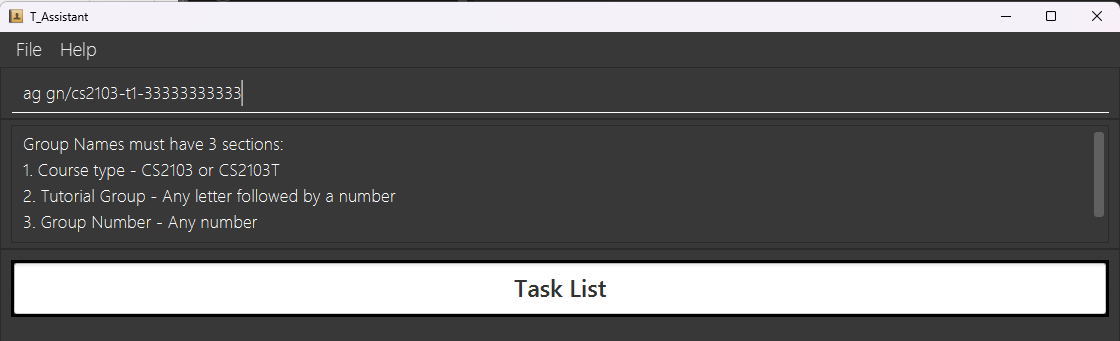 T_Assistant
File Help
ag gn/cs2103-t1-33333333333
Group Names must have 3 sections:
1. Course type - CS2103 or CS2103T
2. Tutorial Group - Any letter followed by a number
3. Group Number - Any number
Task List